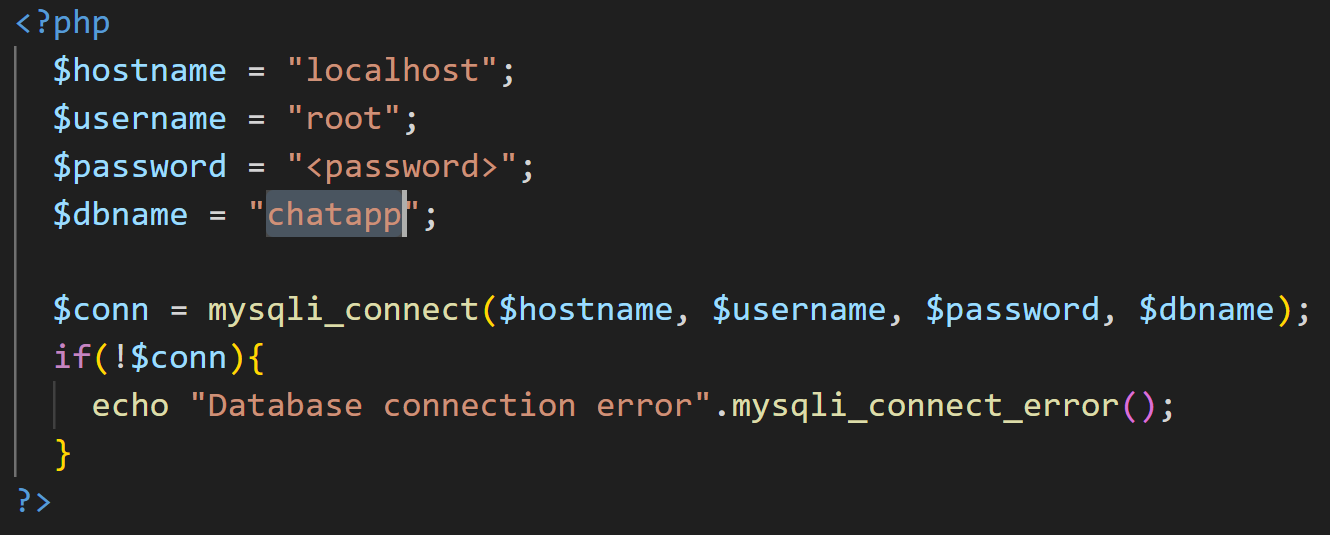 <?php
$hostname = "localhost";
$username = "root";
$password = "<password>";
$dbname = "chatapp";
$conn = mysqli_connect($hostname, $username, $password, $dbname);
if(!$conn){
echo "Database connection error".mysqli_connect_error();
}
?>